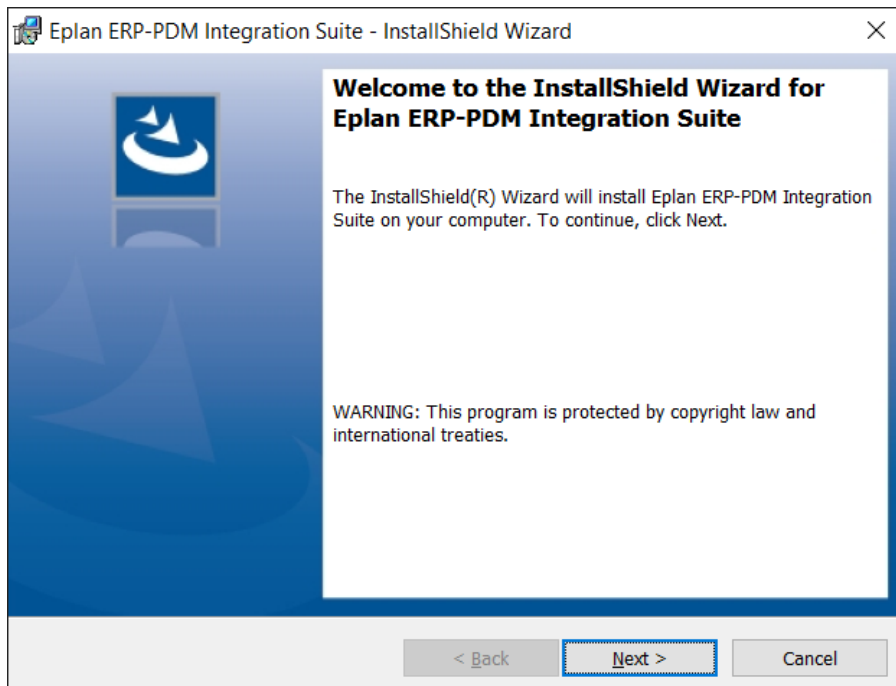 Eplan ERP-PDM Integration Suite - InstallShield Wizard
Welcome to the InstallShield Wizard for
Eplan ERP-PDM Integration Suite
The InstallShield(R) Wizard will install Eplan ERP-PDM Integration
Suite on your computer. To continue, click Next.
WARNING: This program is protected by copyright law and
international treaties.
< Back Next > Cancel